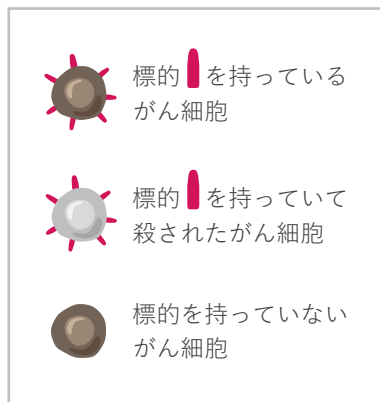 標的を持っている
がん細胞
標的を持っていて
殺されたがん細胞
標的を持っていない
がん細胞